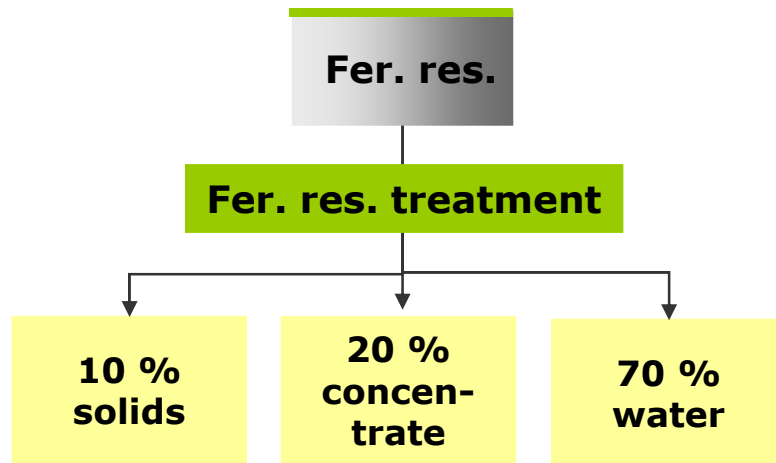 Fer. res.
Fer. res. treatment
10 %
solids
20 %
concen-
trate
70 %
water